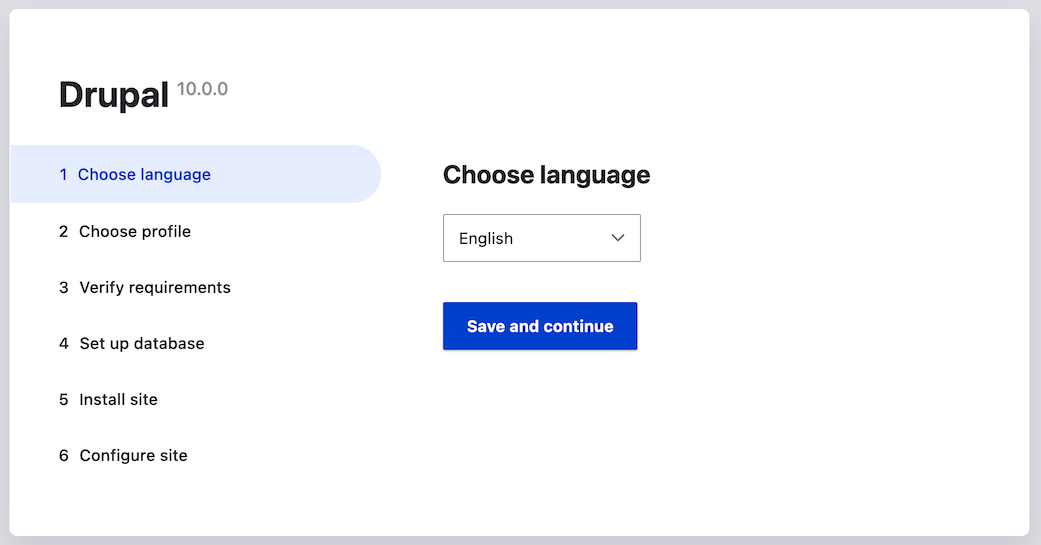 Drupal 10.0.0
1 Choose language
2 Choose profile
3 Verify requirements
4 Set up database
5 Install site
6 Configure site
Choose language
English
Save and continue